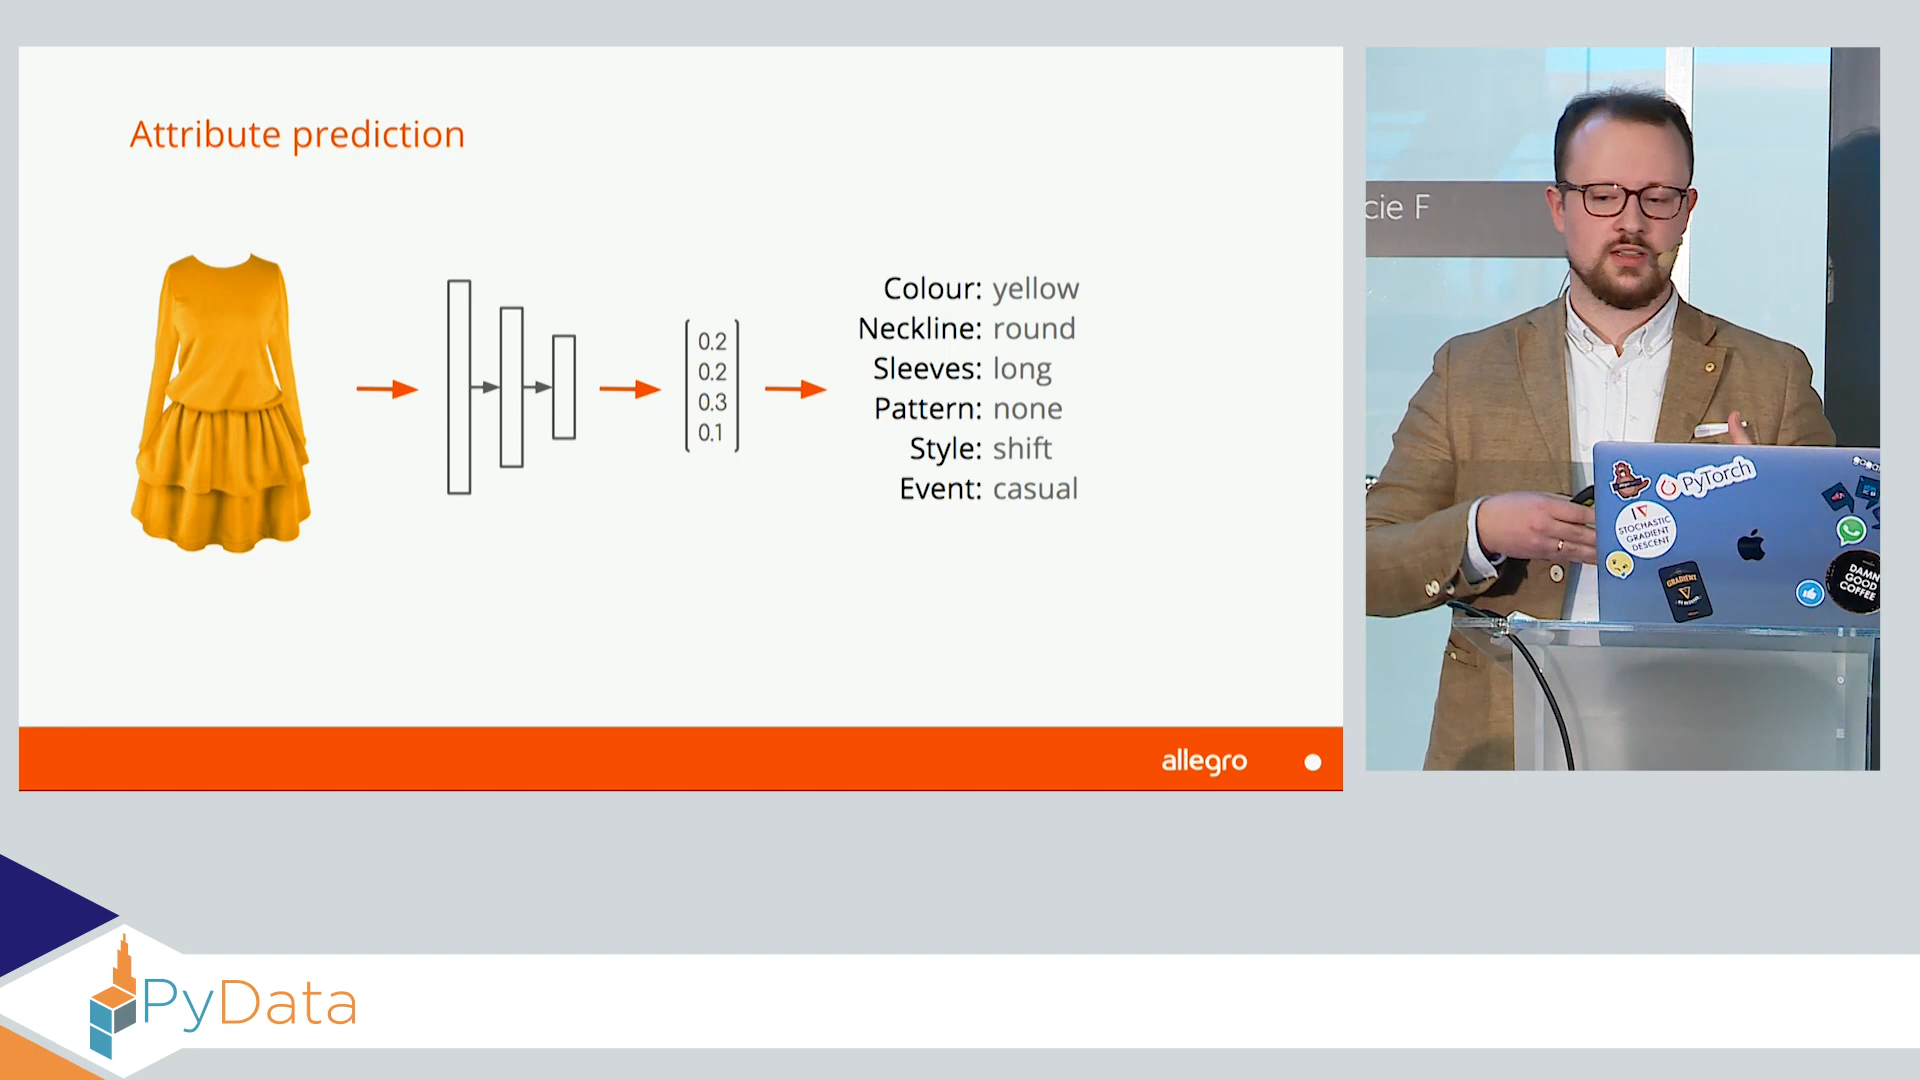 Attribute prediction
0.2
0.2
0.3
0.1
Colour: yellow
Neckline: round
Sleeves: long
Pattern: none
Style: shift
Event: casual
allegro
cie F
PyTorch
I
STOCHASTIC
GRADIENT
DESCENT
GRADIENT
DAMN
GOOD
COFFEE
PyData